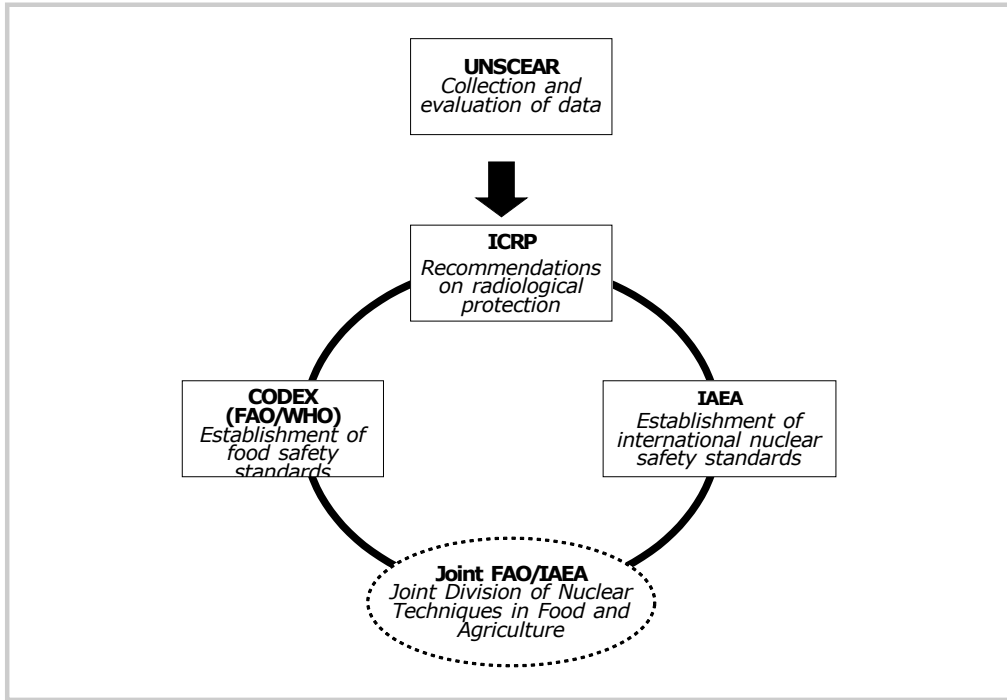 UNSCEAR
Collection and
evaluation of data
ICRP
Recommendations
on radiological
protection
CODEX
(FAO/WHO)
Establishment of
food safety
standards
IAEA
Establishment of
international nuclear
safety standards
Joint FAO/IAEA
Joint Division of Nuclear
Techniques in Food and
Agriculture